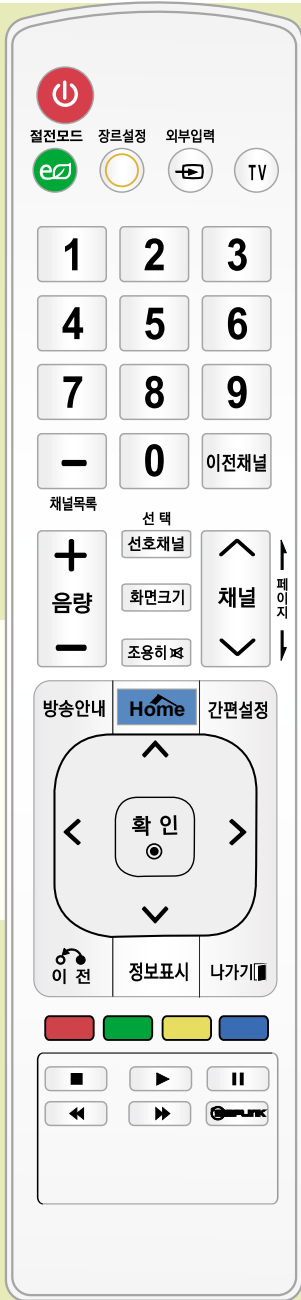 절전모드 장르설정 외부입력
e TV
1 2 3
4 5 6
7 8 9
- 0 이전채널
채널목록
선 택
+ 선호채널
음량 화면크기 채널 페이지
- 조용히
방송안내 Home 간편설정
확 인
이 전 정보표시 나가기